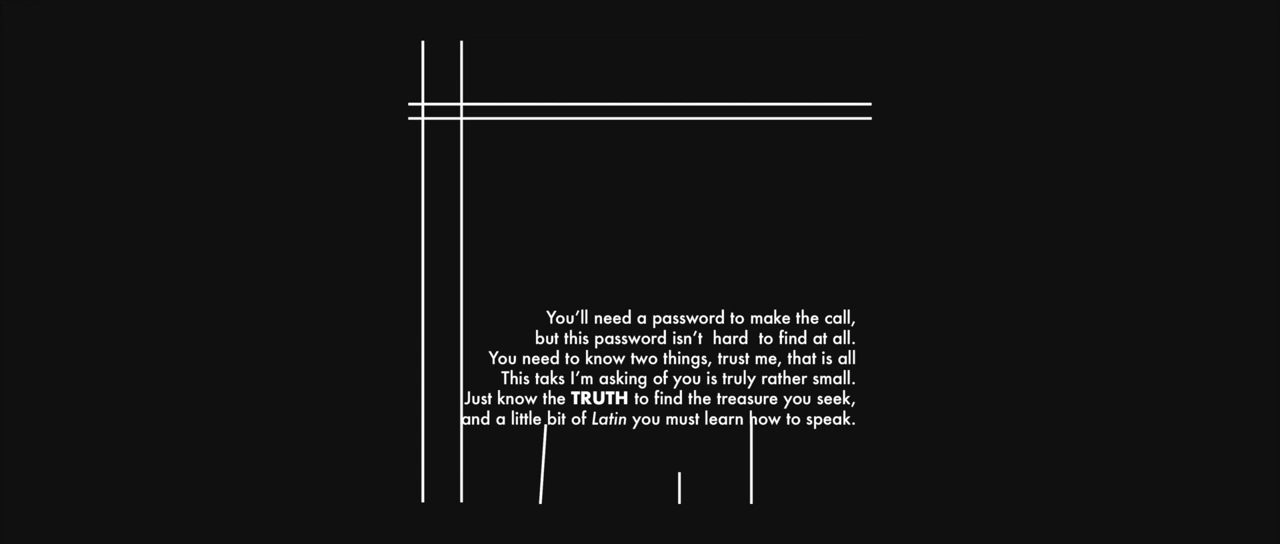 You’ll need a password to make the call,
but this password isn’t  hard  to find at all.
You need to know two things, trust me, that is all
This taks I’m asking of you is truly rather small.
Just know the TRUTH to find the treasure you seek,
and a little bit of Latin you must learn how to speak.